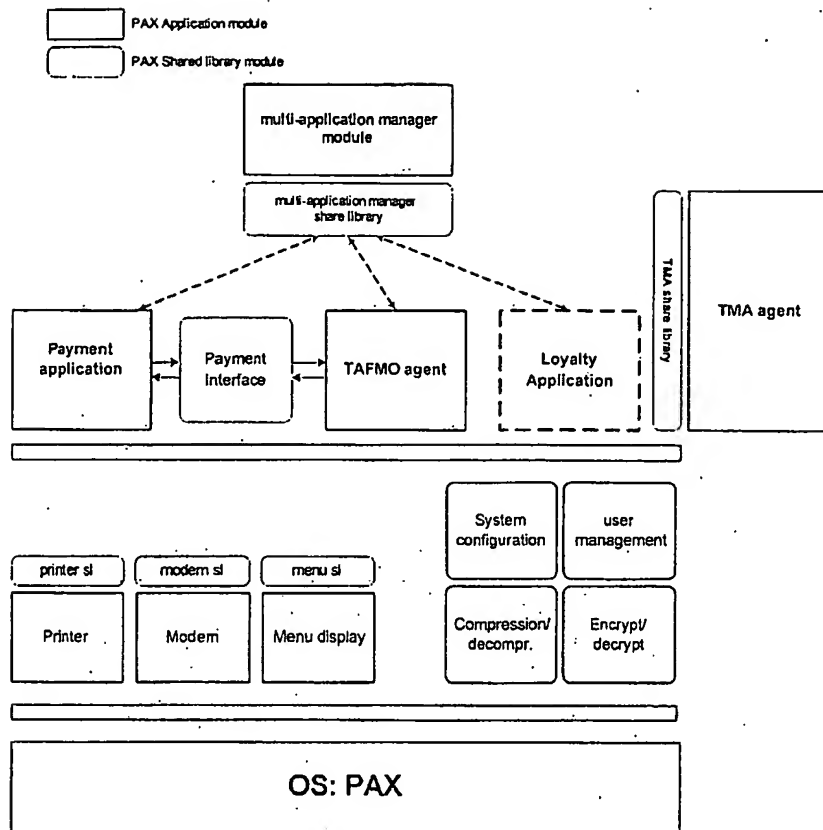 PAX Application module
PAX Shared library module
multi-application manager
module
multi-application manager
share library
Payment
application
Payment
Interface
TAFMO agent
Loyalty
Application
TMA share library
TMA agent
System
configuration
user
management
printer sl
modem sl
menu sl
Printer
Modem
Menu display
Compression/
decompr.
Encrypt/
decrypt
OS: PAX